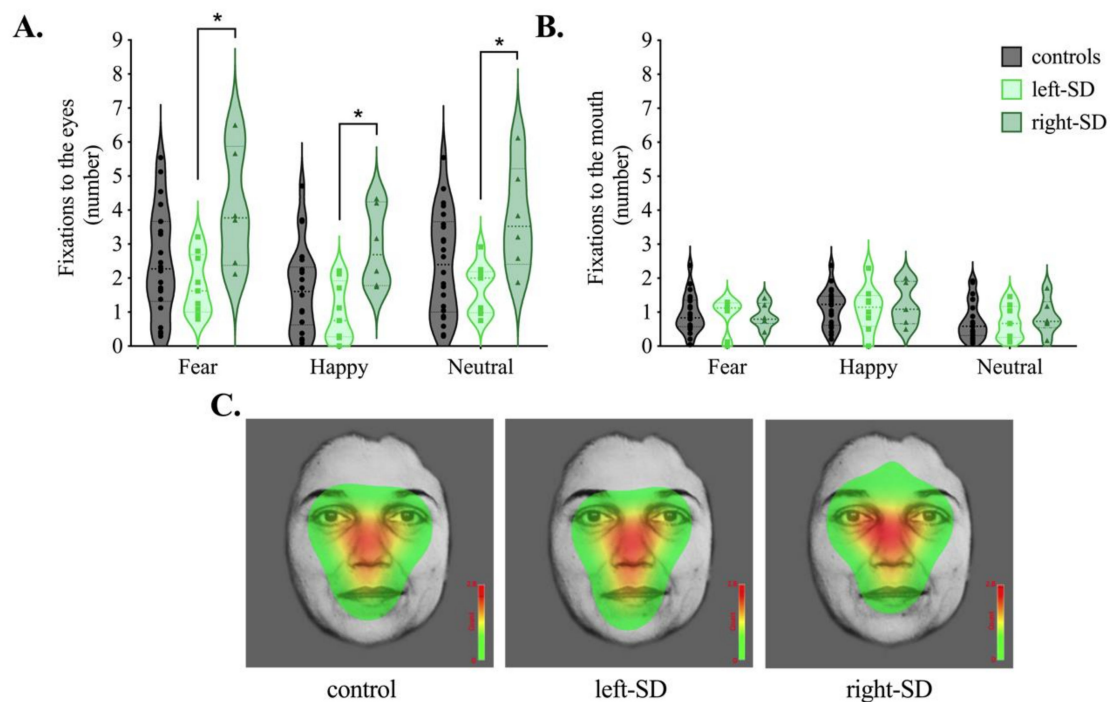 A.
B.
Fixations to the eyes
(number)
9
8
7
6
5
4
3
2
1
0
*
*
*
Fear
Happy
Neutral
Fixations to the mouth
(number)
9
8
7
6
5
4
3
2
1
0
Fear
Happy
Neutral
controls
left-SD
right-SD
C.
control
left-SD
right-SD